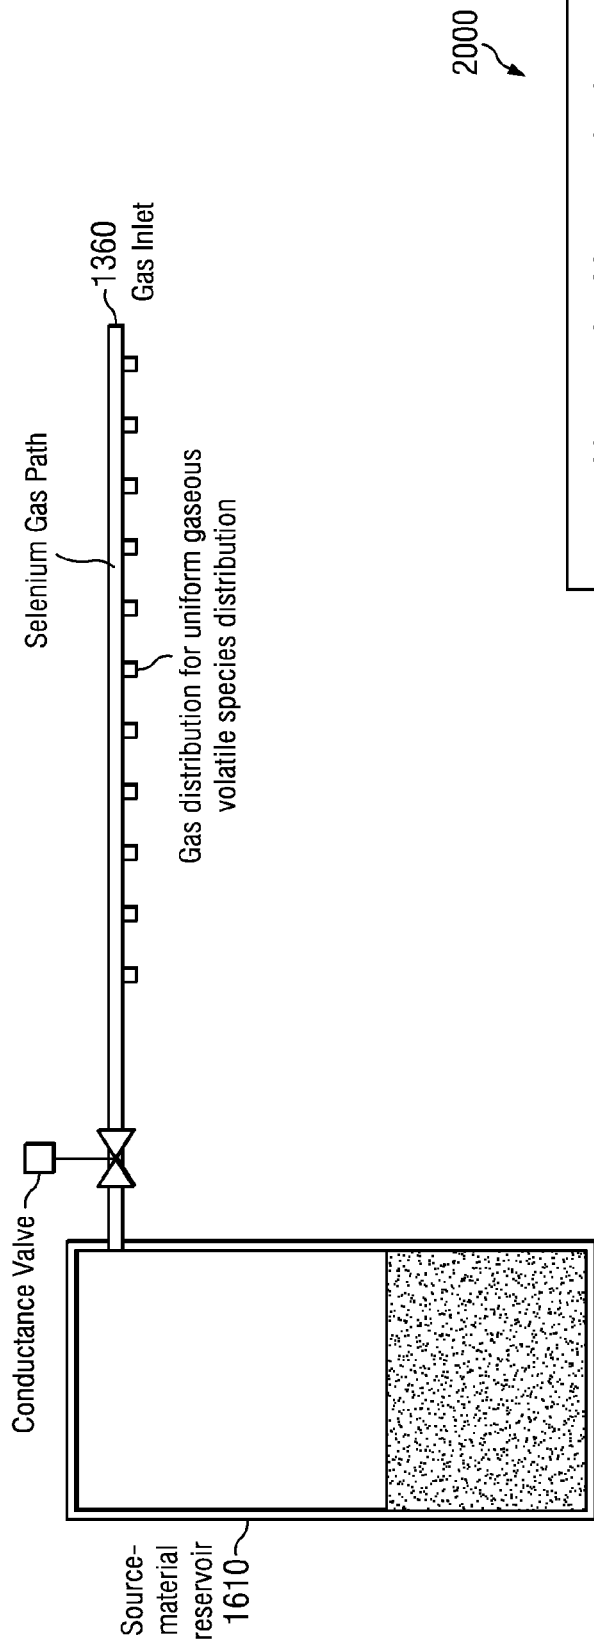 Source-
material
reservoir
1610
Conductance Valve
Selenium Gas Path
1360
Gas Inlet
Gas distribution for uniform gaseous
volatile species distribution
2000